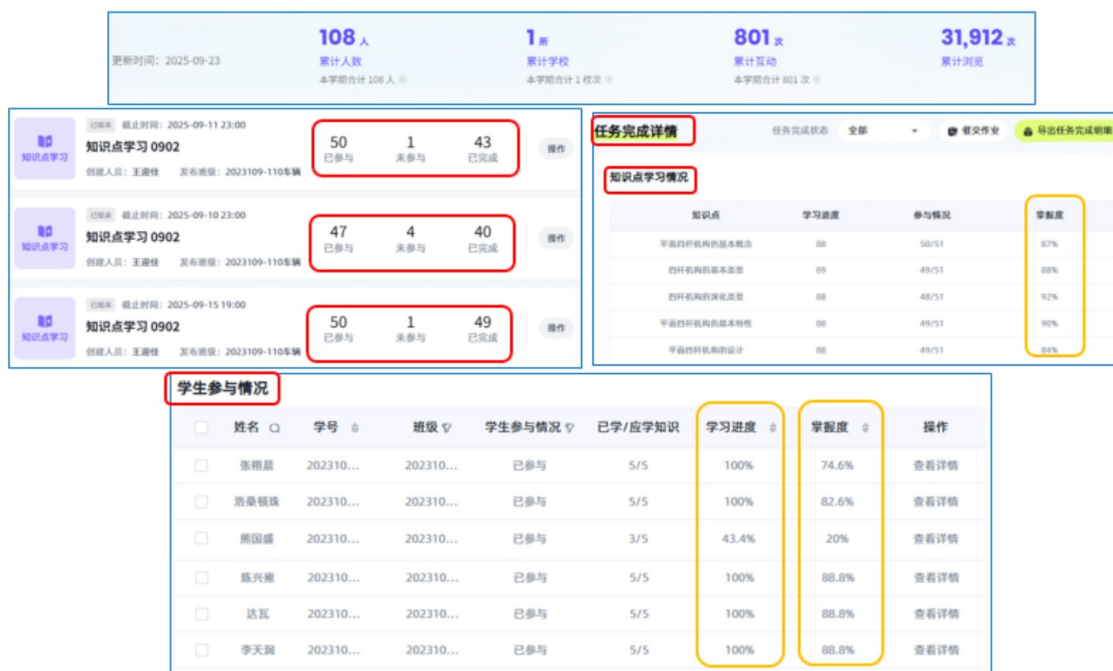 更新时间：2025-09-23
108 人
累计人数
本学期合计 108 人
1 所
累计学校
本学期合计 1 校次
801 次
累计互动
本学期合计 801 次
31,912 次
累计浏览
知识点学习
已结束 截止时间：2025-09-11 23:00
知识点学习 0902
创建人员：王迎佳 发布班级：2023109-110车辆
50 1 43
已参与 未参与 已完成
操作
知识点学习
已结束 截止时间：2025-09-10 23:00
知识点学习 0902
创建人员：王迎佳 发布班级：2023109-110车辆
47 4 40
已参与 未参与 已完成
操作
知识点学习
已结束 截止时间：2025-09-15 19:00
知识点学习 0902
创建人员：王迎佳 发布班级：2023109-110车辆
50 1 49
已参与 未参与 已完成
操作
任务完成详情 任务完成状态 全部 催交作业 导出任务完成明细
知识点学习情况
知识点 学习进度 参与情况 掌握度
平面四杆机构的基本概念 88 50/51 87%
四杆机构的基本类型 89 49/51 88%
四杆机构的演化类型 88 48/51 92%
平面四杆机构的基本特性 88 49/51 90%
平面四杆机构的设计 88 49/51 84%
学生参与情况
姓名 学号 班级 学生参与情况 已学/应学知识 学习进度 掌握度 操作
张栩晨 202310... 202310... 已参与 5/5 100% 74.6% 查看详情
洛桑顿珠 202310... 202310... 已参与 5/5 100% 82.6% 查看详情
熊国盛 202310... 202310... 已参与 3/5 43.4% 20% 查看详情
陈兴雍 202310... 202310... 已参与 5/5 100% 88.8% 查看详情
达瓦 202310... 202310... 已参与 5/5 100% 88.8% 查看详情
李天润 202310... 202310... 已参与 5/5 100% 88.8% 查看详情